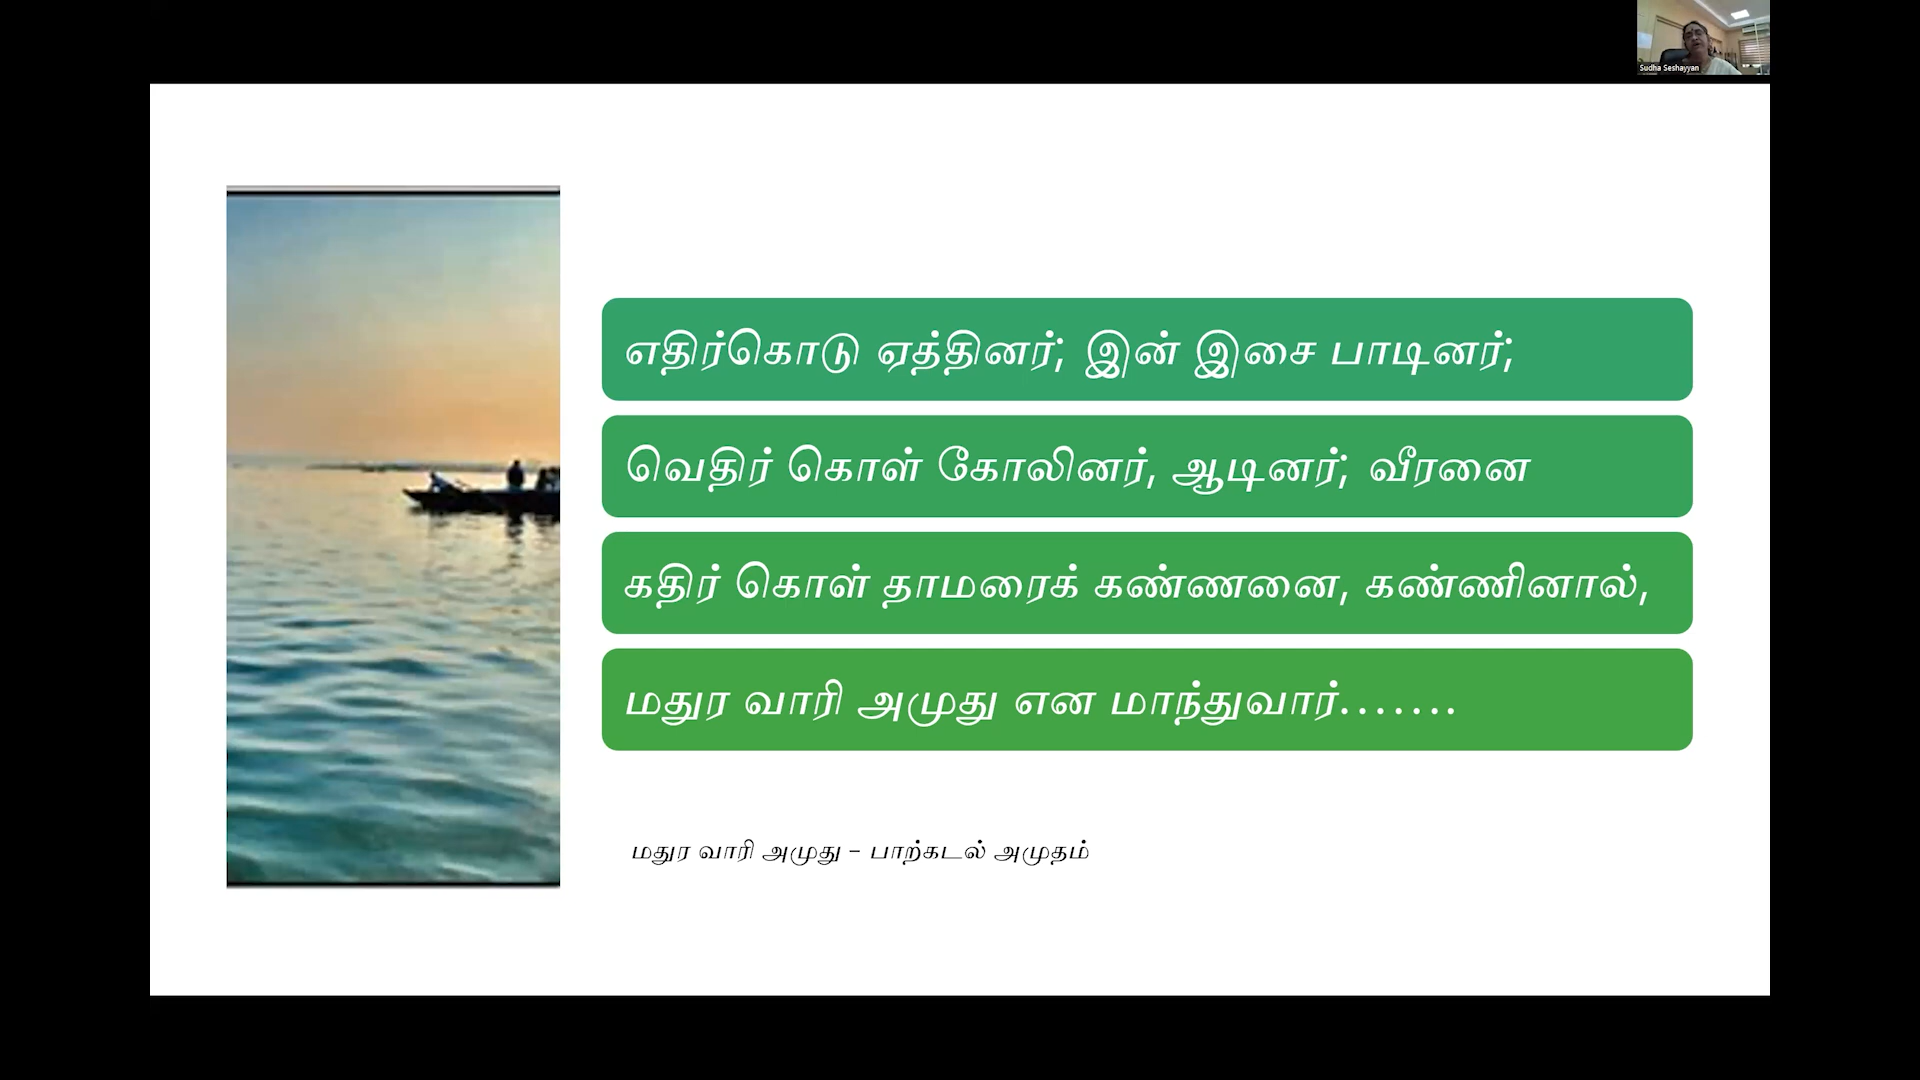 Sudha Seshayyan
எதிர்கொடு ஏத்தினர்; இன் இசை பாடினர்;
வெதிர் கொள் கோலினர், ஆடினர்; வீரனை
கதிர் கொள் தாமரைக் கண்ணனை, கண்ணினால்,
மதுர வாரி அமுது என மாந்துவார்.......
மதுர வாரி அமுது – பாற்கடல் அமுதம்